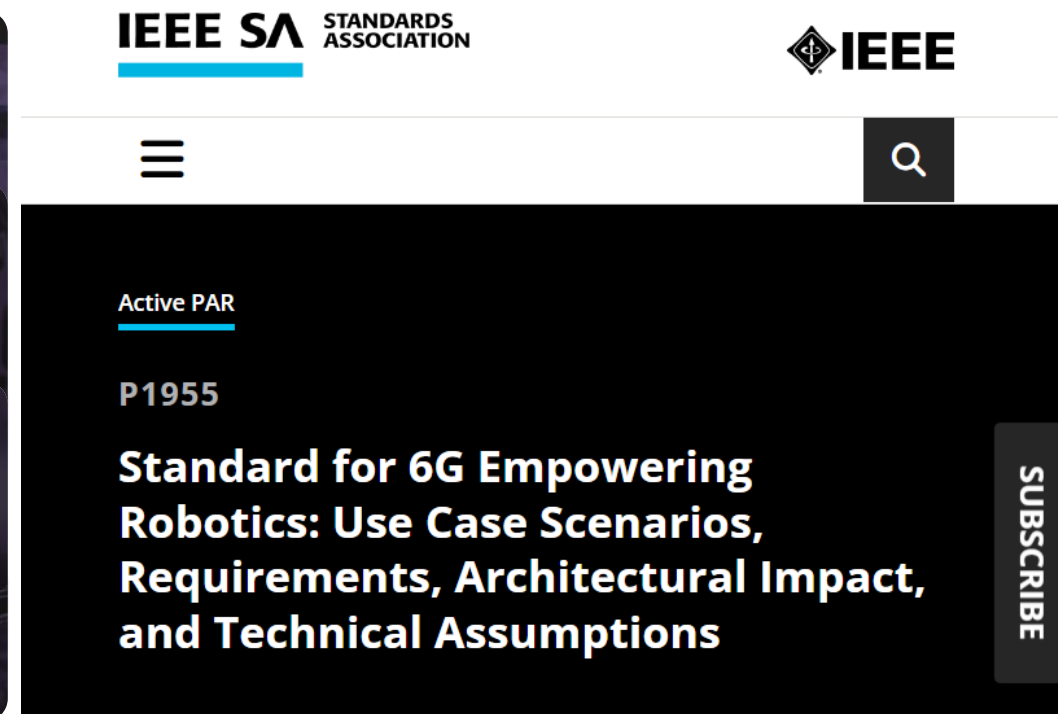 IEEE SA STANDARDS
ASSOCIATION
IEEE
Active PAR
P1955
Standard for 6G Empowering
Robotics: Use Case Scenarios,
Requirements, Architectural Impact,
and Technical Assumptions
SUBSCRIBE